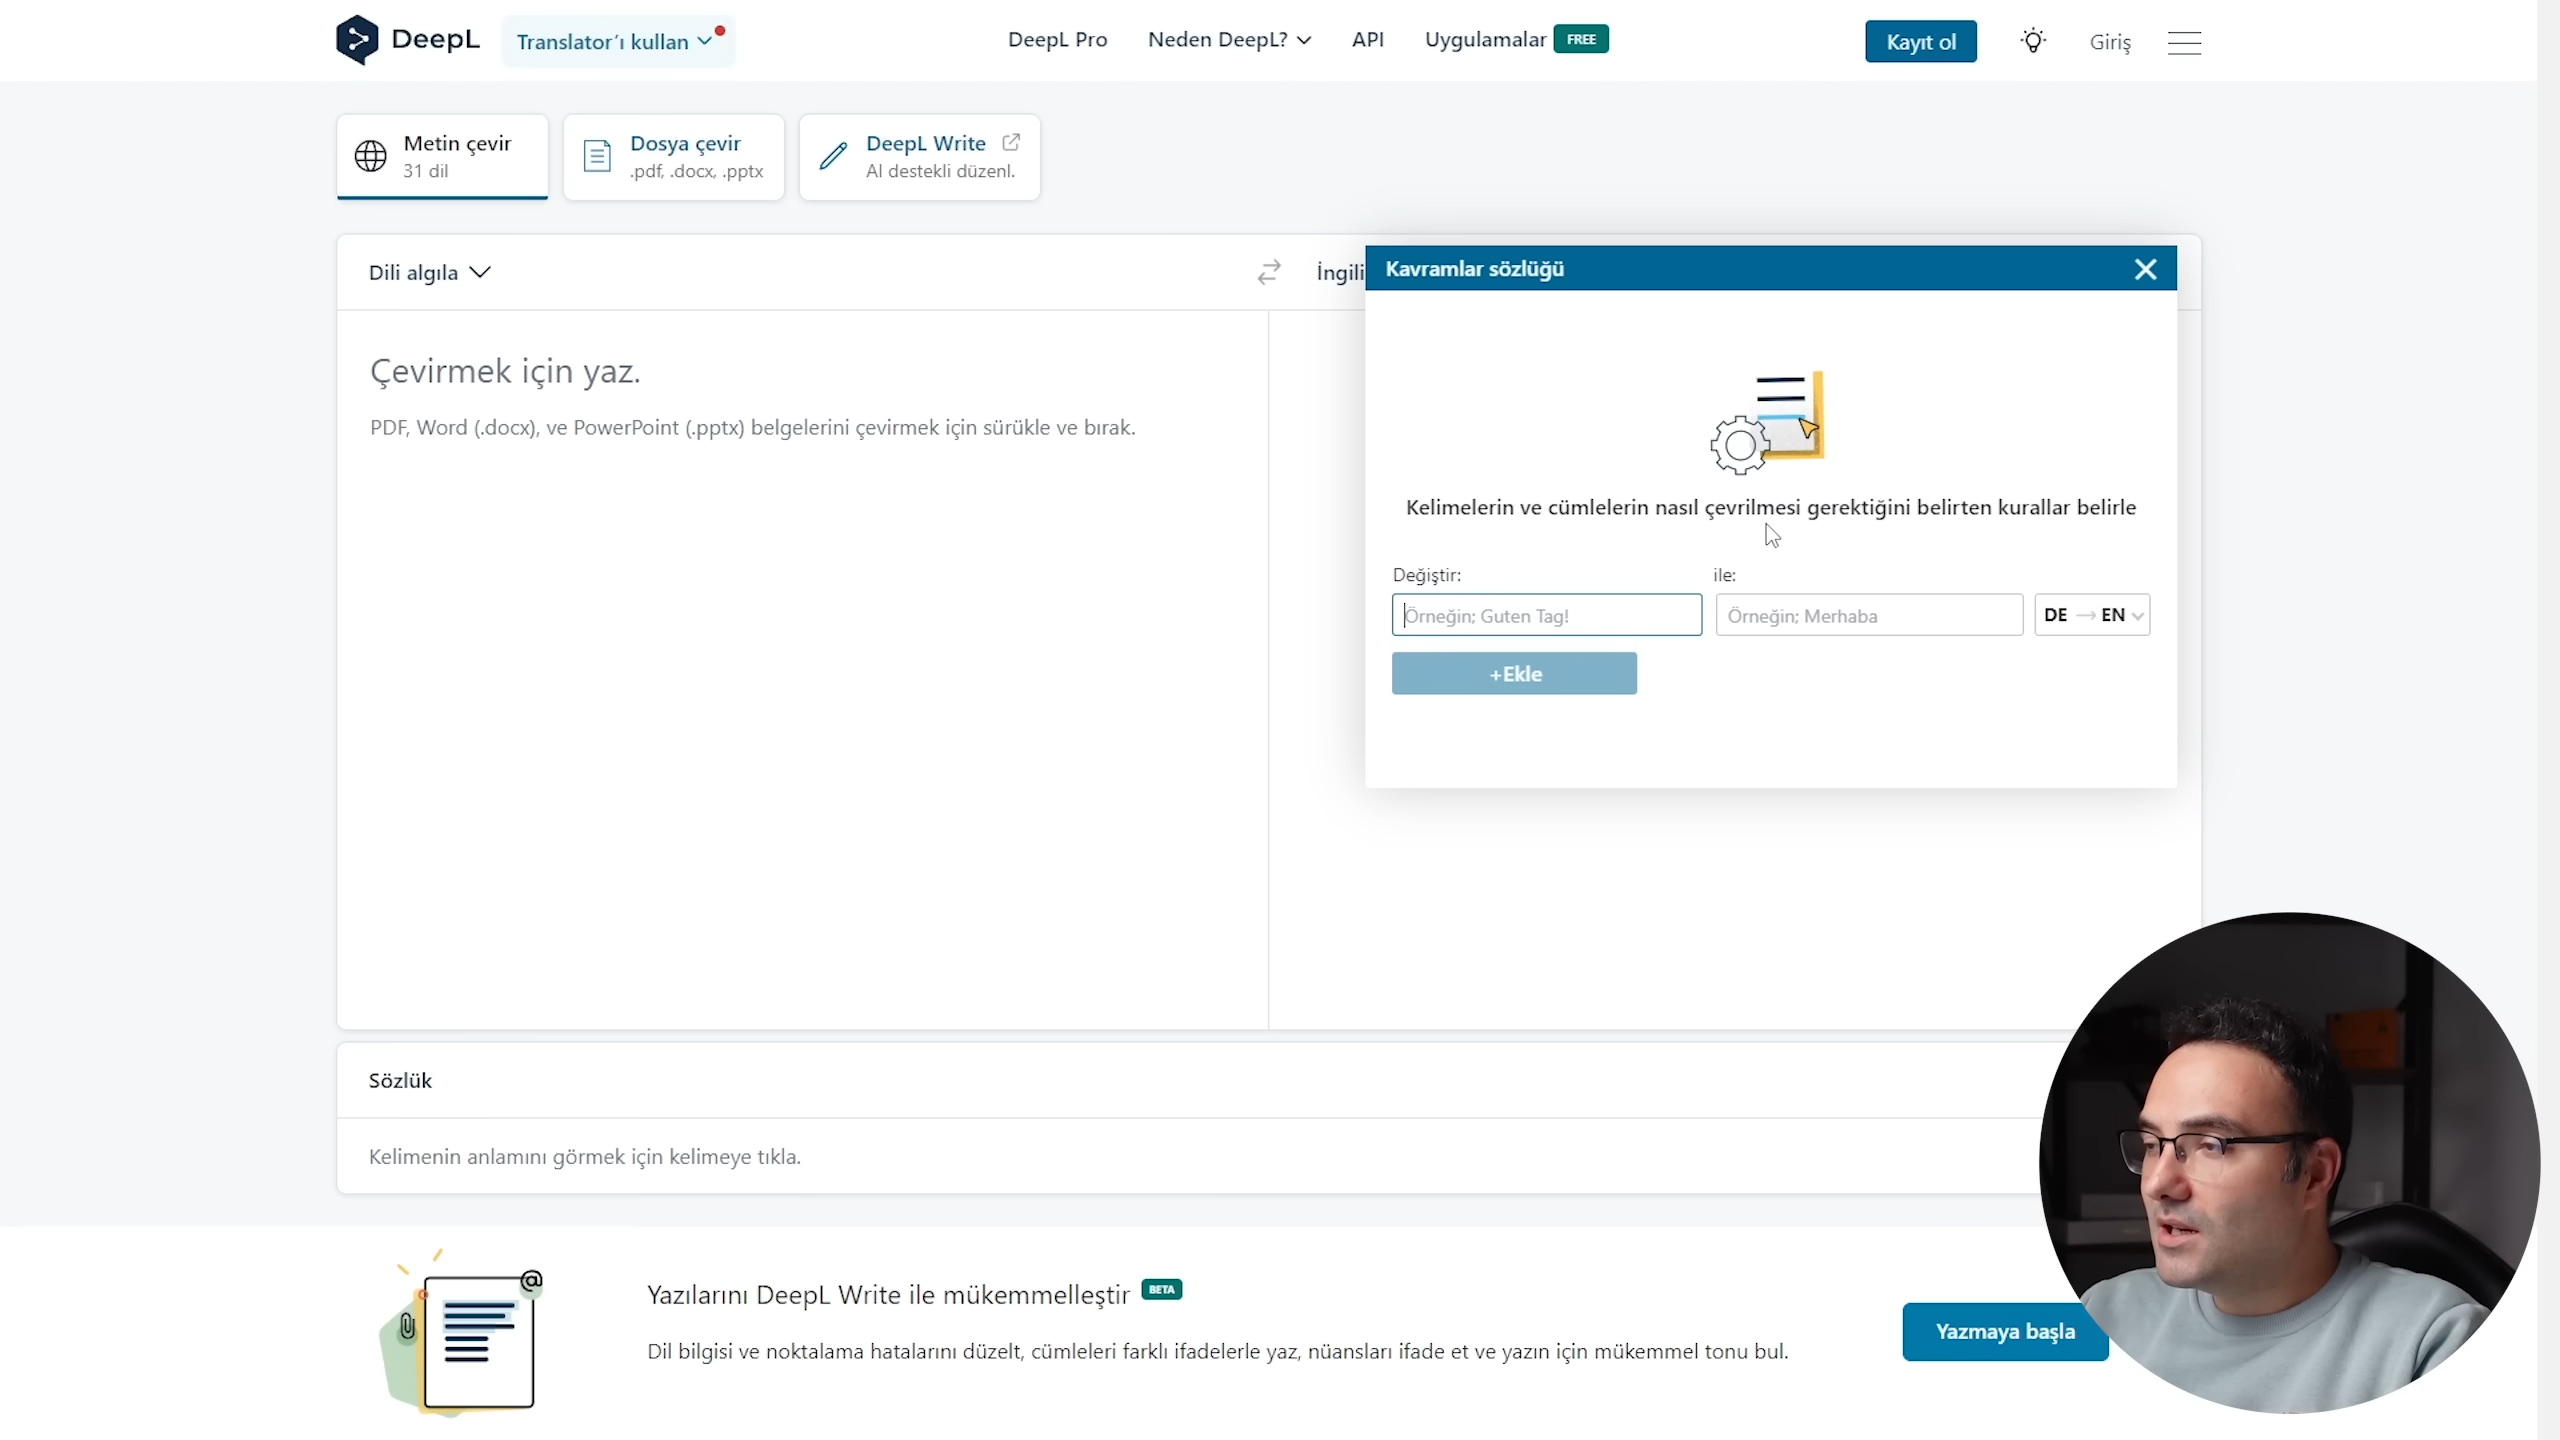 DeepL
Translator'ı kullan
DeepL Pro
Neden DeepL?
API
Uygulamalar FREE
Kayıt ol
Giriş
Metin çevir
31 dil
Dosya çevir
.pdf, .docx, .pptx
DeepL Write
AI destekli düzenl.
Dili algıla
İngili
Kavramlar sözlüğü
Çevirmek için yaz.
PDF, Word (.docx), ve PowerPoint (.pptx) belgelerini çevirmek için sürükle ve bırak.
Kelimelerin ve cümlelerin nasıl çevrilmesi gerektiğini belirten kurallar belirle
Değiştir:
ile:
Örneğin; Guten Tag!
Örneğin; Merhaba
DE → EN
+Ekle
Sözlük
Kelimenin anlamını görmek için kelimeye tıkla.
@
Yazılarını DeepL Write ile mükemmelleştir BETA
Dil bilgisi ve noktalama hatalarını düzelt, cümleleri farklı ifadelerle yaz, nüansları ifade et ve yazın için mükemmel tonu bul.
Yazmaya başla